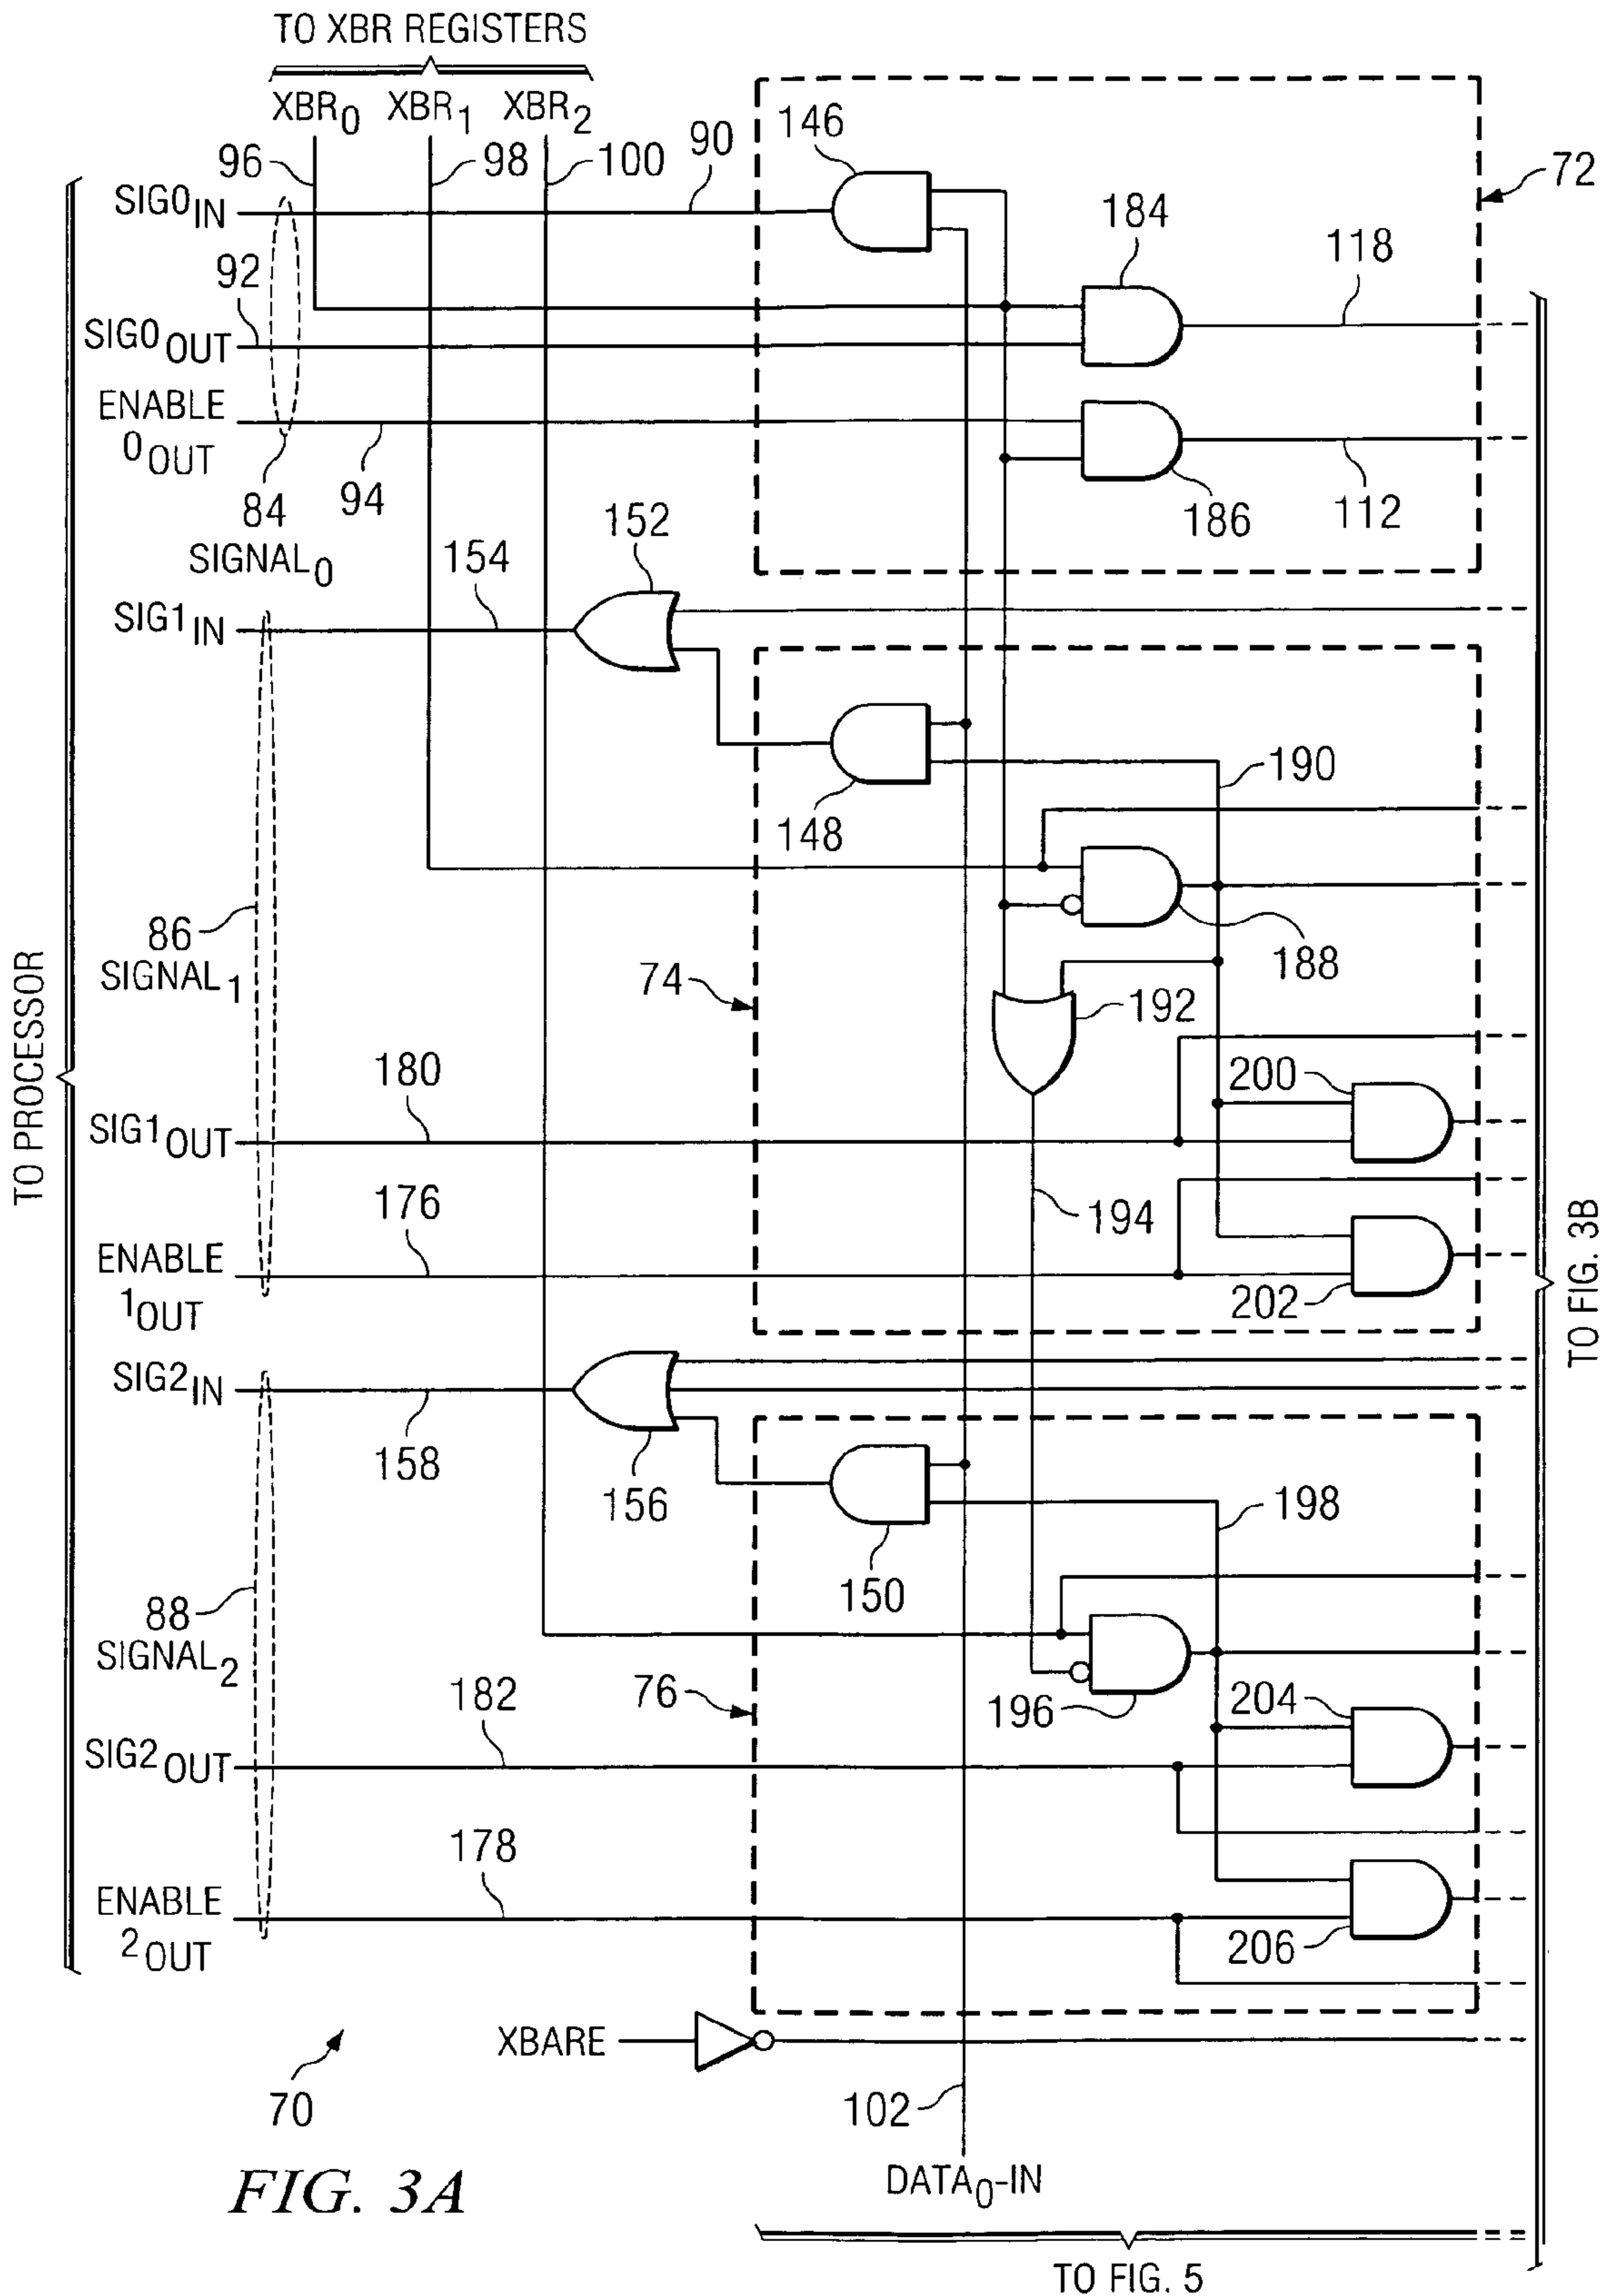 TO XBR REGISTERS
XBR0 XBR1 XBR2
96 98 100 90 146
72
SIG0IN
184
118
92
SIG0OUT
ENABLE
0OUT
84
94
186
112
SIGNAL0
154
152
SIG1IN
190
148
86
SIGNAL1
188
74
192
TO PROCESSOR
180
200
SIG1OUT
194
176
ENABLE
1OUT
202
TO FIG. 3B
SIG2IN
158
156
198
150
88
SIGNAL2
76
196
204
182
SIG2OUT
178
ENABLE
2OUT
206
XBARE
70
102
FIG. 3A
DATA0-IN
TO FIG. 5